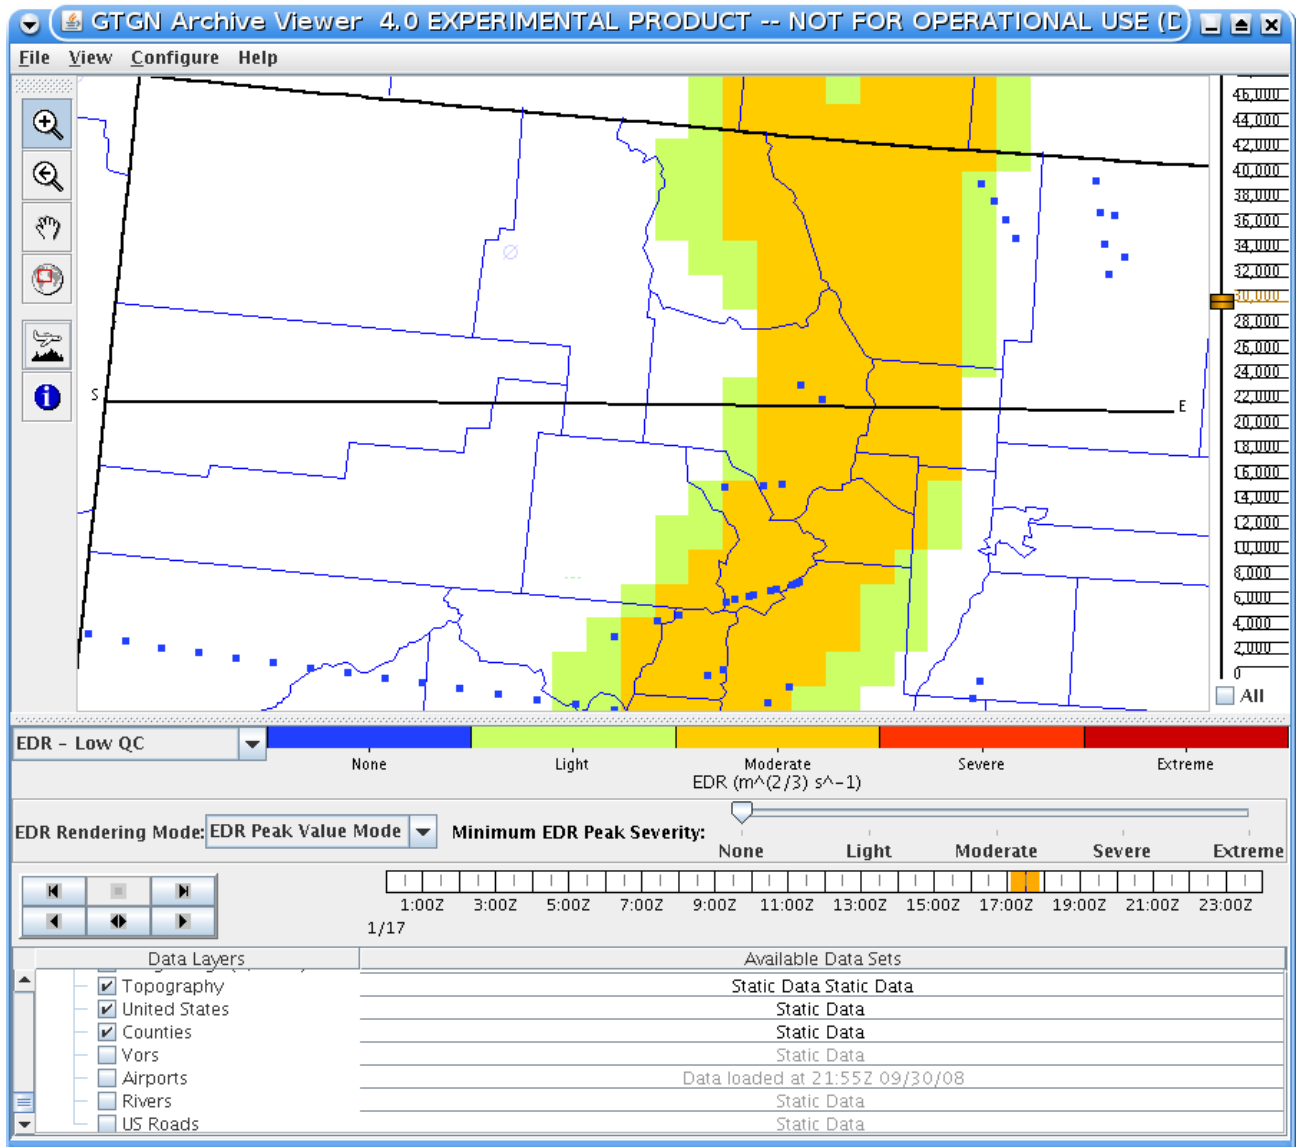 GTGN Archive Viewer 4.0 EXPERIMENTAL PRODUCT -- NOT FOR OPERATIONAL USE (D
File View Configure Help
46,000
44,000
42,000
40,000
38,000
36,000
34,000
32,000
30,000
28,000
26,000
24,000
22,000
20,000
18,000
16,000
14,000
12,000
10,000
8,000
6,000
4,000
2,000
0
S
E
All
EDR - Low QC
None Light Moderate Severe Extreme
EDR (m^(2/3) s^-1)
EDR Rendering Mode: EDR Peak Value Mode Minimum EDR Peak Severity:
None Light Moderate Severe Extreme
1:00Z 3:00Z 5:00Z 7:00Z 9:00Z 11:00Z 13:00Z 15:00Z 17:00Z 19:00Z 21:00Z 23:00Z
1/17
Data Layers Available Data Sets
Topography Static Data Static Data
United States Static Data
Counties Static Data
Vors Static Data
Airports Data loaded at 21:55Z 09/30/08
Rivers Static Data
US Roads Static Data